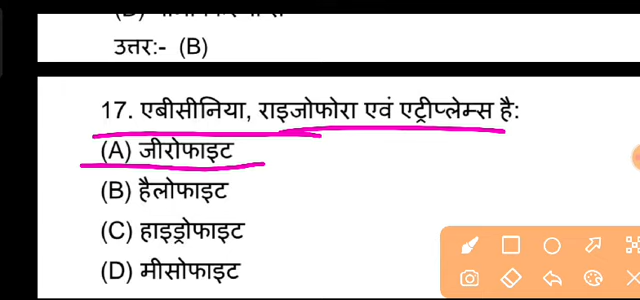 उत्तर:- (B)
17. एबीसीनिया, राइजोफोरा एवं एट्रीप्लेम्स है:
(A) जीरोफाइट
(B) हैलोफाइट
(C) हाइड्रोफाइट
(D) मीसोफाइट